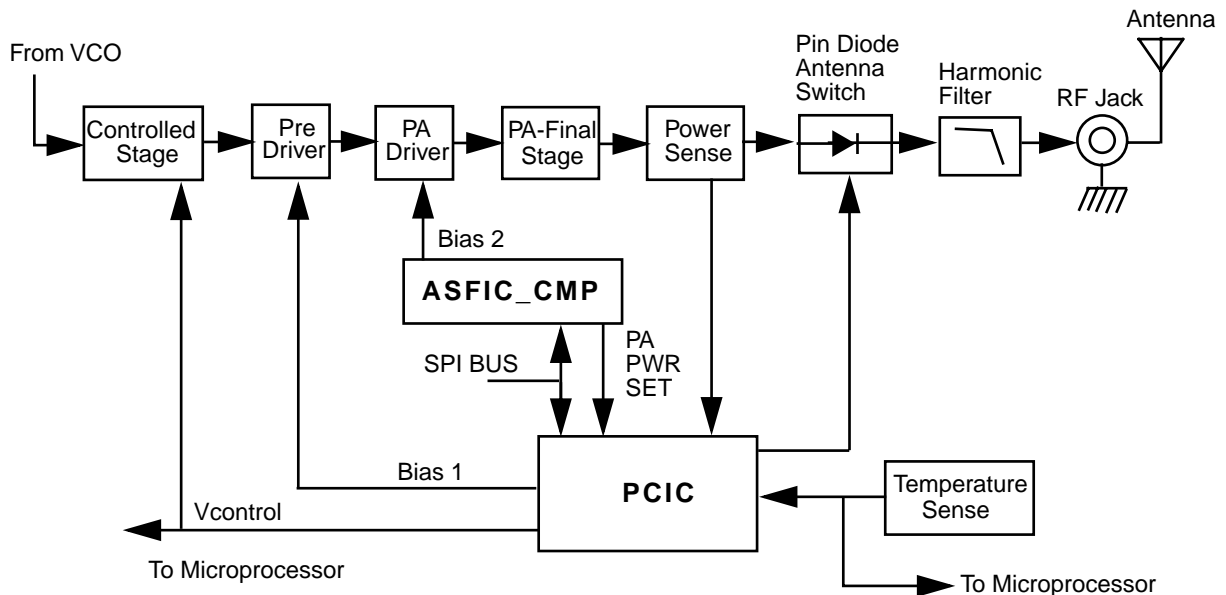 Antenna
From VCO
Pin Diode
Antenna
Switch
Harmonic
Filter
RF Jack
Controlled
Stage
Pre
Driver
PA
Driver
PA-Final
Stage
Power
Sense
Bias 2
ASFIC_CMP
SPI BUS
PA
PWR
SET
Bias 1
PCIC
Temperature
Sense
Vcontrol
To Microprocessor
To Microprocessor